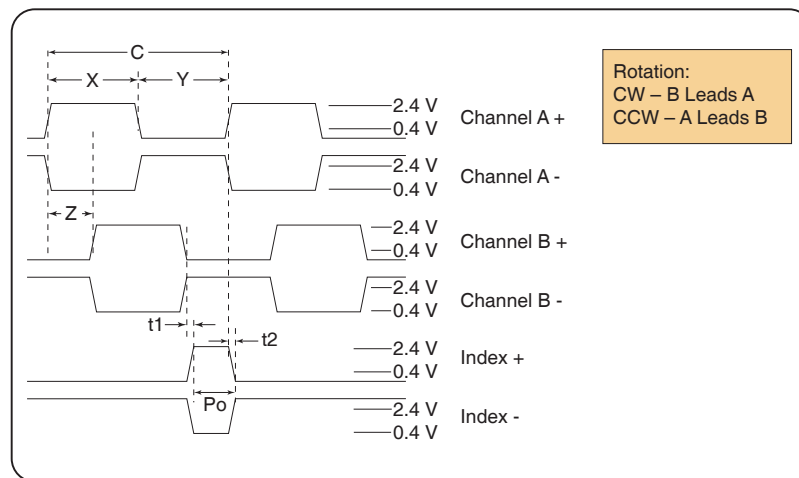 C
X
Y
Rotation:
CW – B Leads A
CCW – A Leads B
2.4 V
0.4 V
Channel A +
2.4 V
0.4 V
Channel A -
Z
2.4 V
0.4 V
Channel B +
2.4 V
0.4 V
Channel B -
t1
t2
2.4 V
0.4 V
Index +
Po
2.4 V
0.4 V
Index -